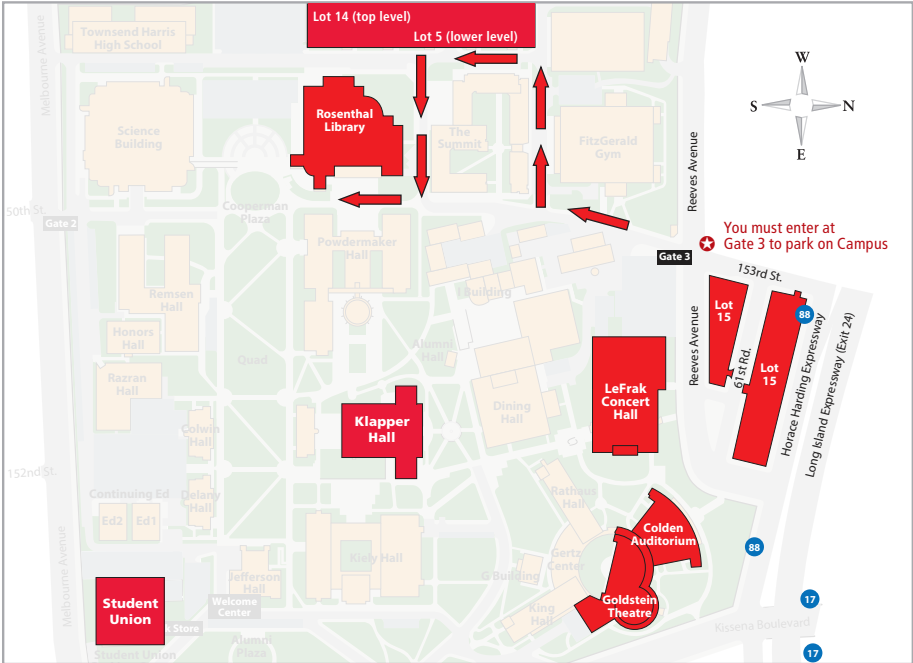 Lot 14 (top level)
Lot 5 (lower level)
Melbourne Avenue
Townsend Harris
High School
Science
Building
Rosenthal
Library
The
Summit
FitzGerald
Gym
Reeves Avenue
W
S
N
E
50th St.
Gate 2
Cooperman
Plaza
Powdermaker
Hall
You must enter at
Gate 3 to park on Campus
Gate 3
153rd St.
Remsen
Hall
I Building
Lot
15
88
Honors
Hall
Quad
Alumni
Hall
Reeves Avenue
61st Rd.
Lot
15
Horace Harding Expressway
Long Island Expressway (Exit 24)
Razran
Hall
LeFrak
Concert
Hall
Colwin
Hall
Klapper
Hall
Dining
Hall
152nd St.
Continuing Ed
Delany
Hall
Rathaus
Hall
Ed2
Ed1
Colden
Auditorium
88
Melbourne Avenue
Kiely Hall
Gertz
Center
G Building
Jefferson
Hall
Student
Union
Welcome
Center
King
Hall
Goldstein
Theatre
17
& Store
Kissena Boulevard
Student Union
Alumni
Plaza
17